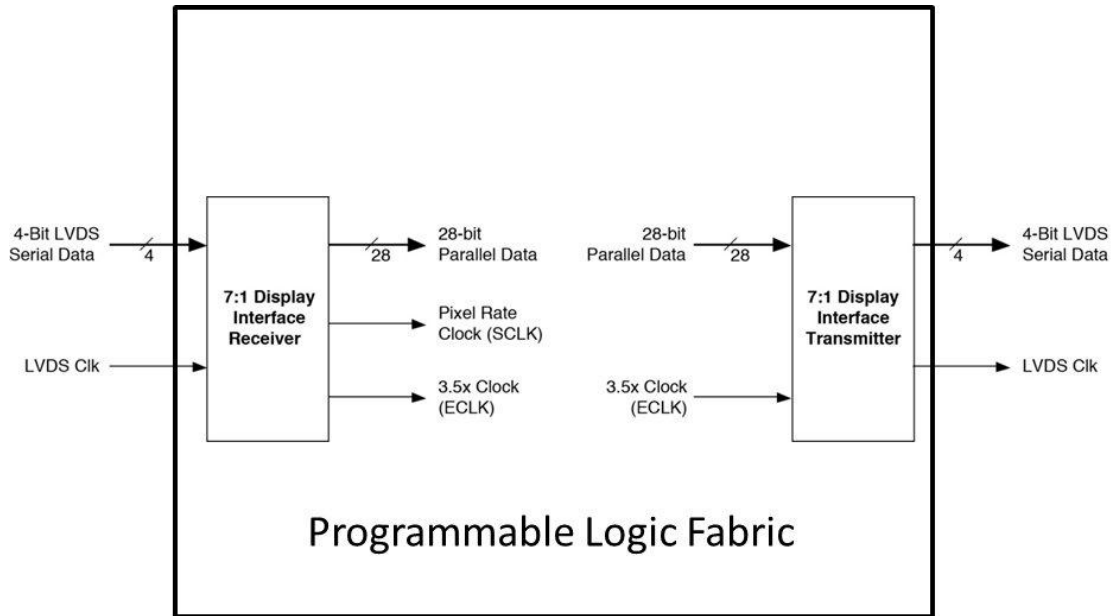 4-Bit LVDS
Serial Data
4
LVDS Clk
7:1 Display
Interface
Receiver
28
28-bit
Parallel Data
Pixel Rate
Clock (SCLK)
3.5x Clock
(ECLK)
28-bit
Parallel Data
28
3.5x Clock
(ECLK)
7:1 Display
Interface
Transmitter
4
4-Bit LVDS
Serial Data
LVDS Clk
Programmable Logic Fabric